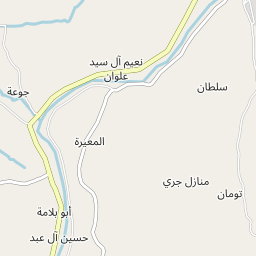 نعيم آل سيد
علوان
جوعة
سلطان
المعيرة
منازل جري
تومان
أبو بلامة
حسين آل عبد